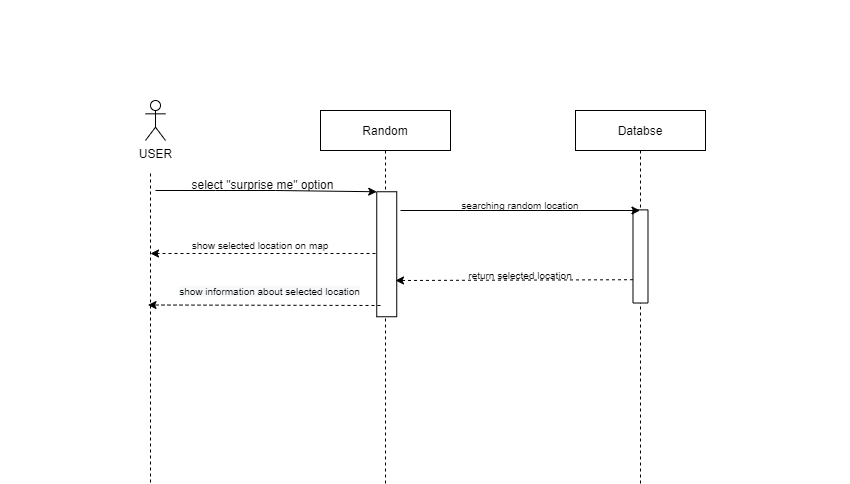 USER
Random
Databse
select "surprise me" option
searching random location
show selected location on map
return selected location
show information about selected location